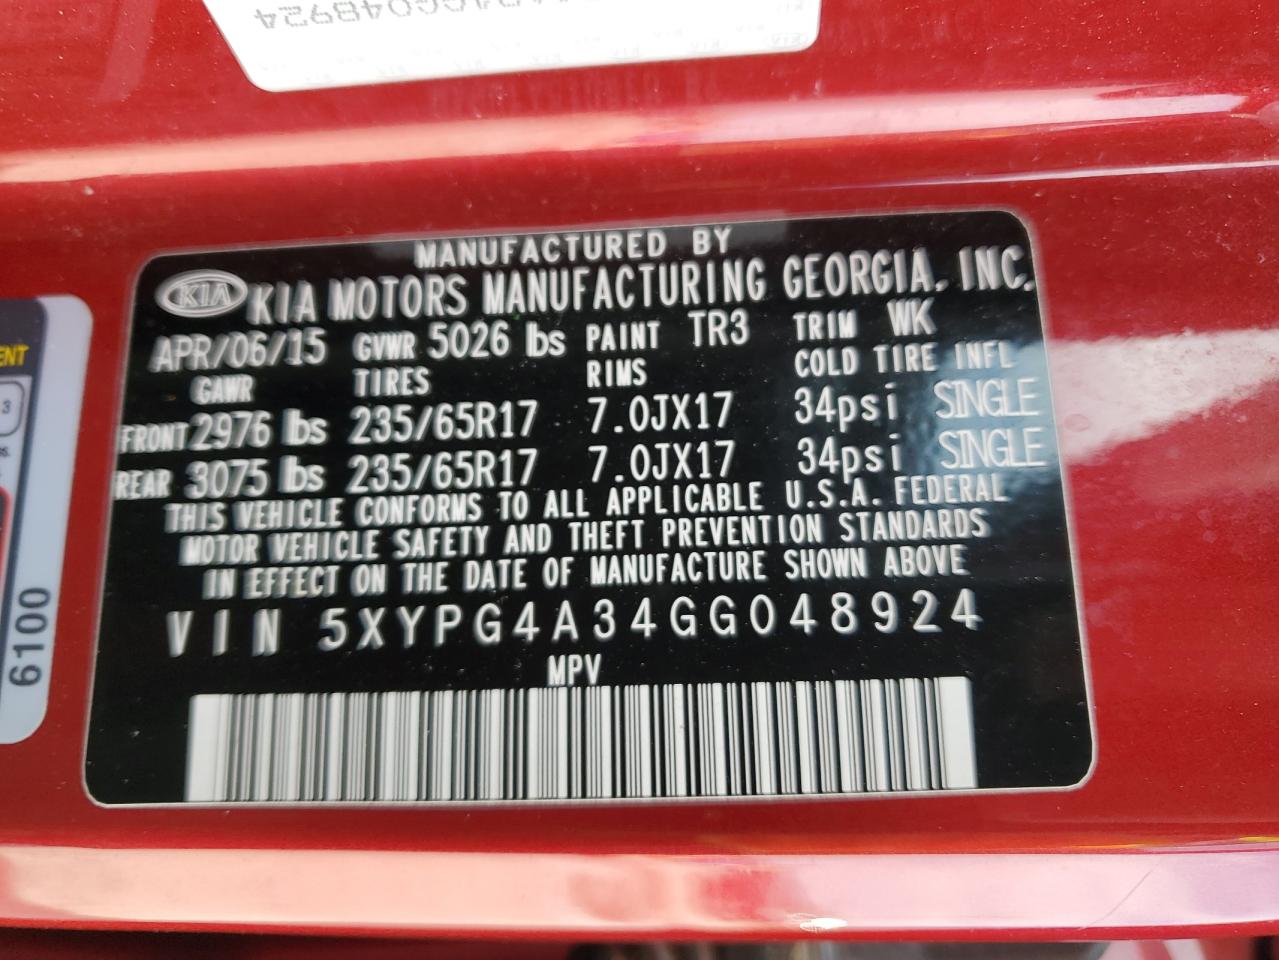 048924
MANUFACTURED BY
KIA KIA MOTORS MANUFACTURING GEORGIA, INC.
APR/06/15 GVWR 5026 lbs PAINT TR3 TRIM WK
GAWR TIRES RIMS COLD TIRE INFL
FRONT 2976 lbs 235/65R17 7.0JX17 34psi SINGLE
REAR 3075 lbs 235/65R17 7.0JX17 34psi SINGLE
THIS VEHICLE CONFORMS TO ALL APPLICABLE U.S.A. FEDERAL
MOTOR VEHICLE SAFETY AND THEFT PREVENTION STANDARDS
IN EFFECT ON THE DATE OF MANUFACTURE SHOWN ABOVE
VIN 5XYPG4A34GG048924
MPV
6100